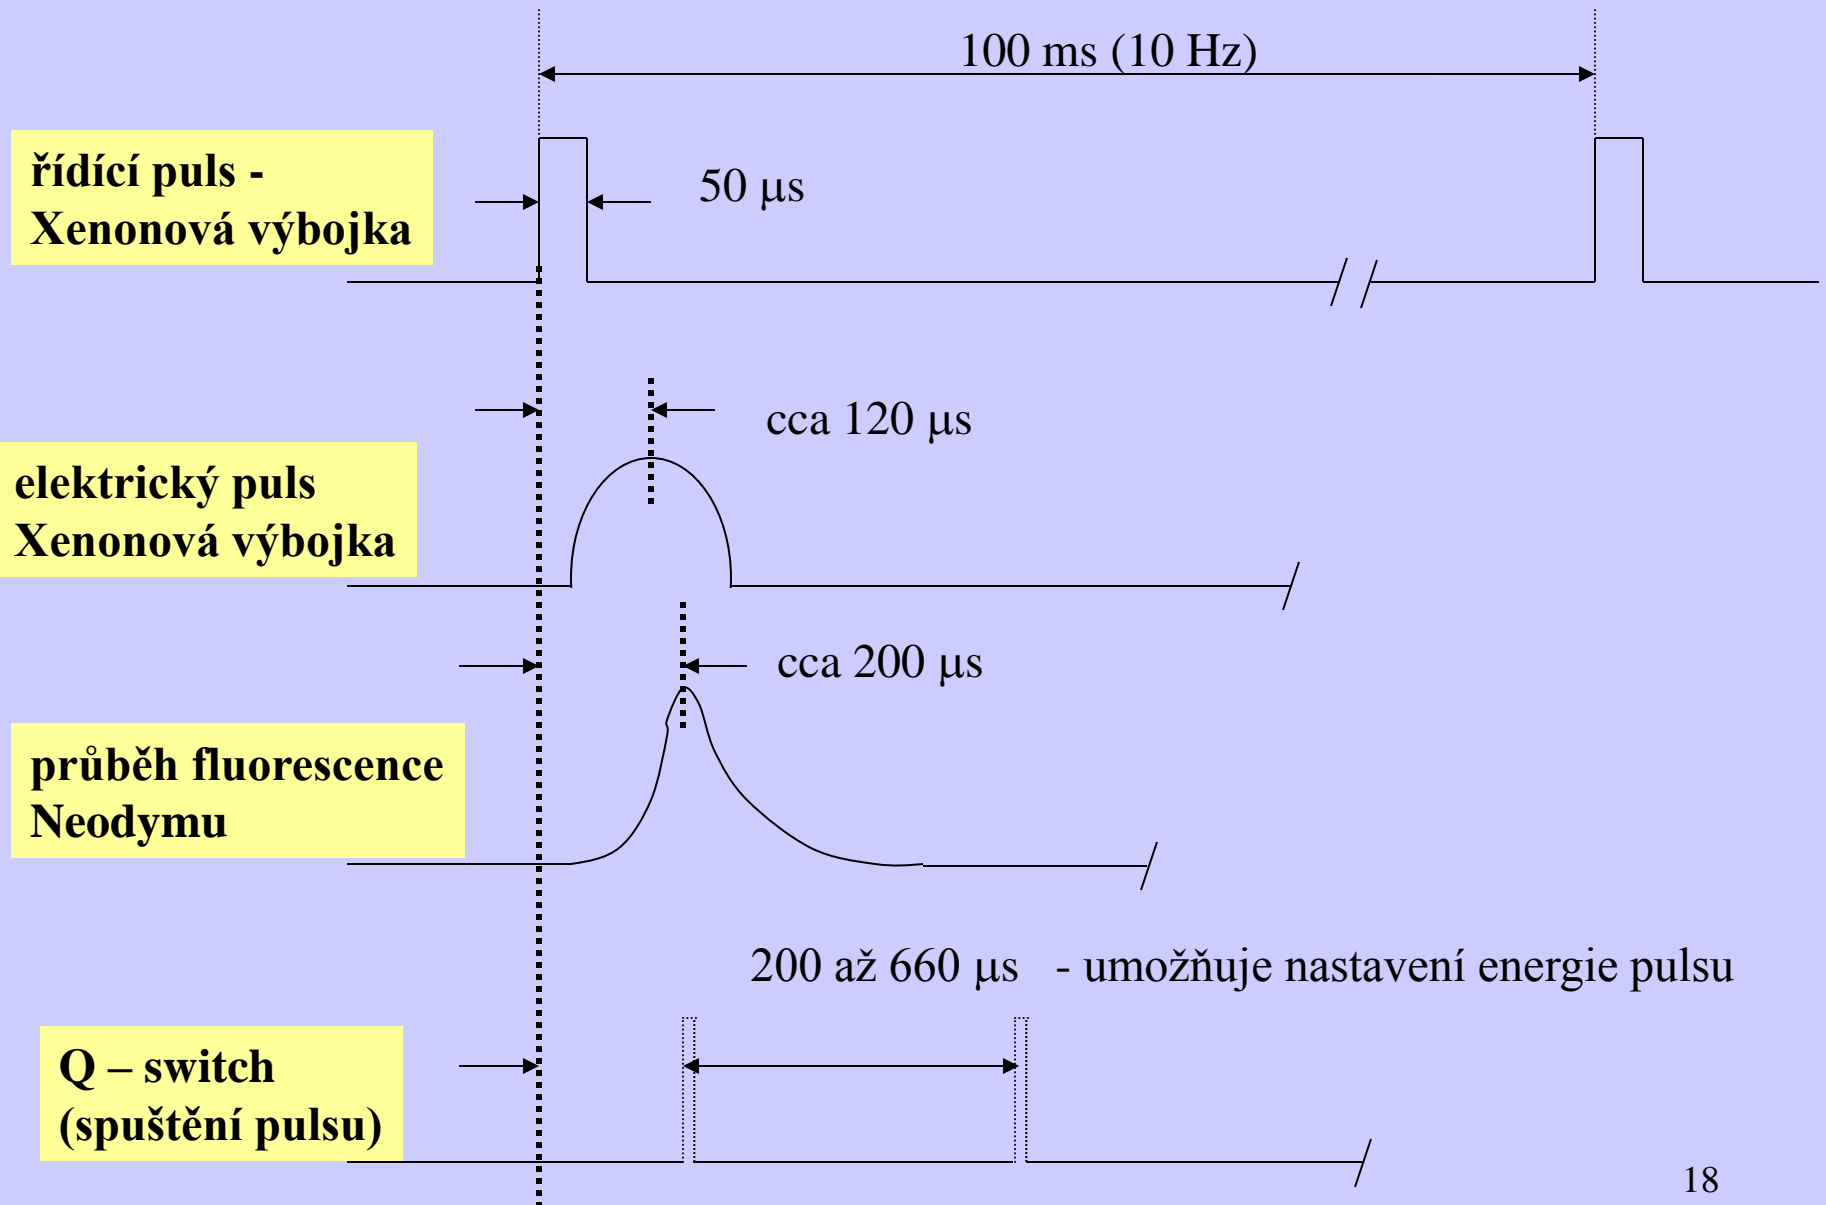 100 ms (10 Hz)
řídící puls -
Xenonová výbojka
50 μs
cca 120 μs
elektrický puls
Xenonová výbojka
cca 200 μs
průběh fluorescence
Neodymu
200 až 660 μs - umožňuje nastavení energie pulsu
Q – switch
(spuštění pulsu)
18